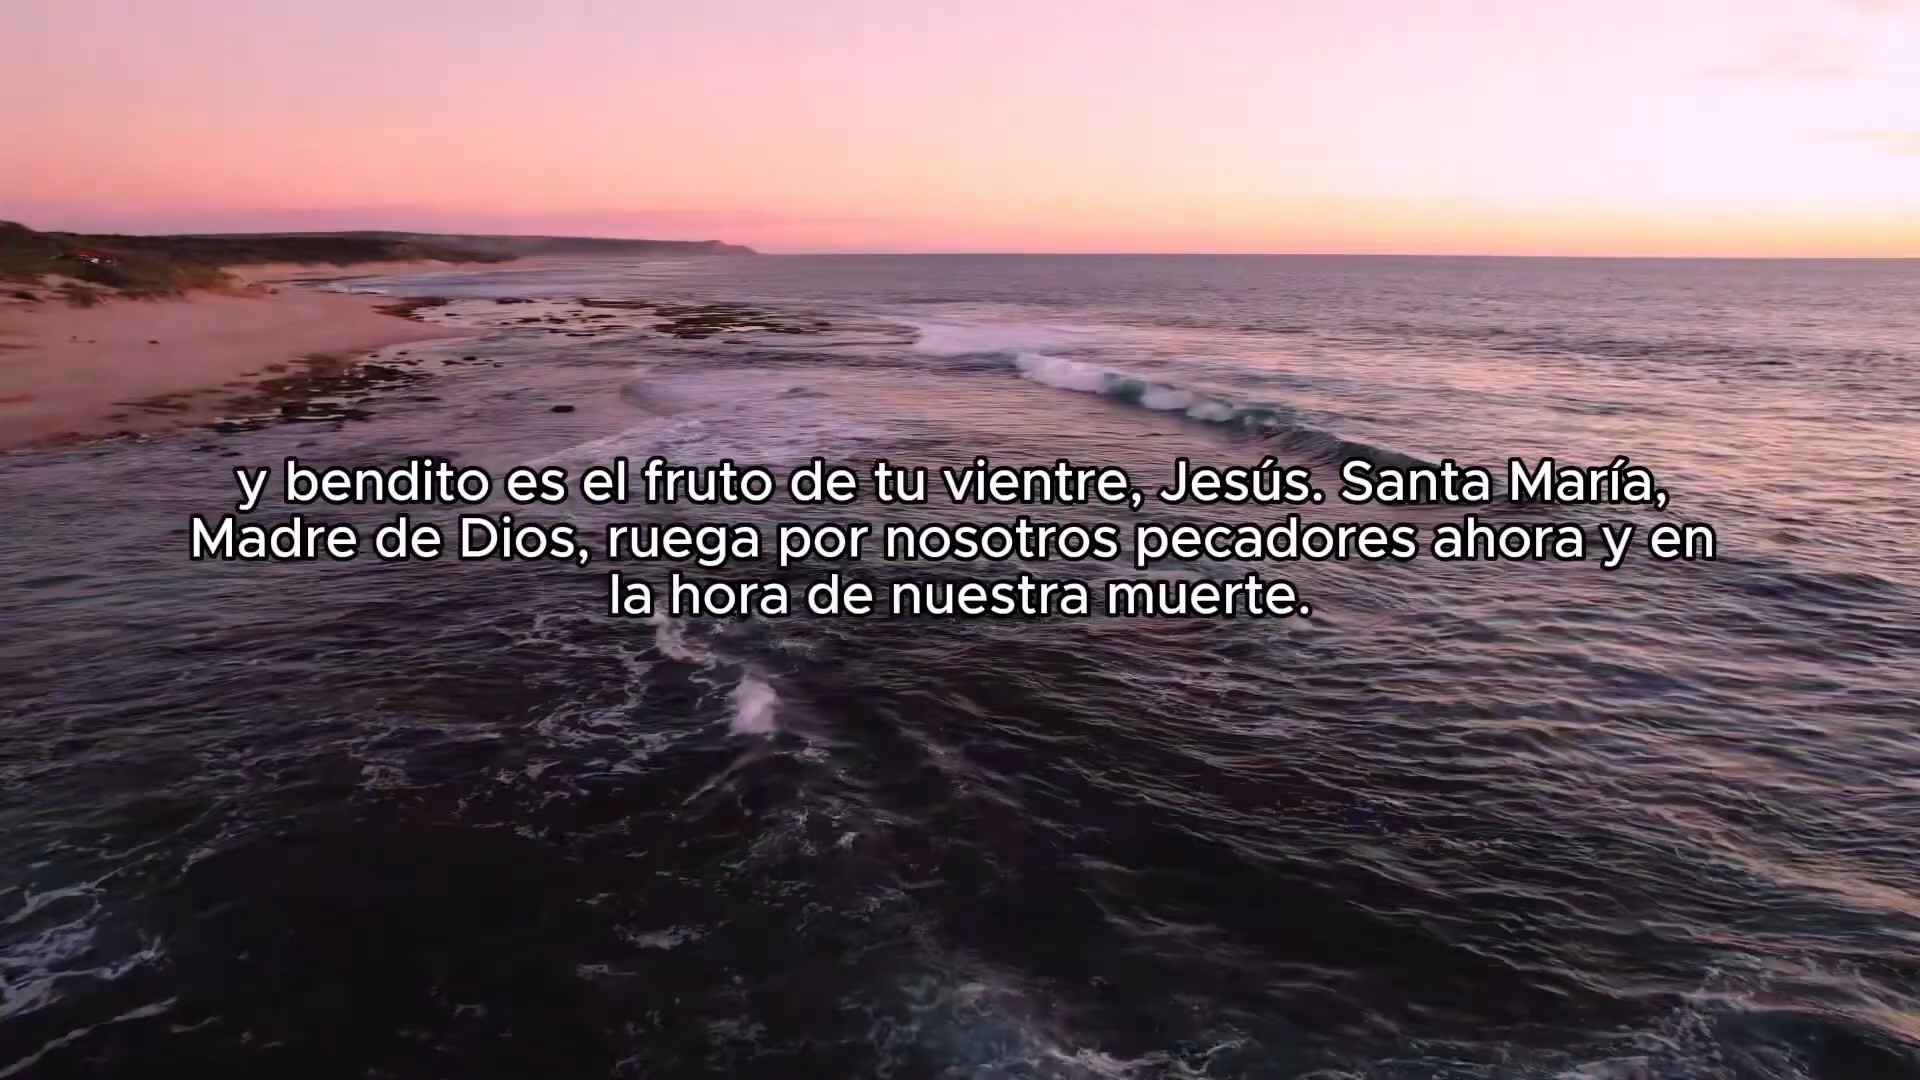 y bendito es el fruto de tu vientre, Jesús. Santa María,
Madre de Dios, ruega por nosotros pecadores ahora y en
la hora de nuestra muerte.